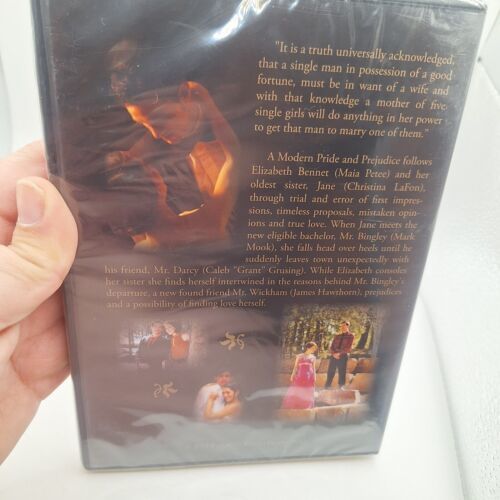 "It is a truth universally acknowledged,
that a single man in possession of a good
fortune, must be in want of a wife and
with that knowledge a mother of five
single girls will do anything in her power
to get that man to marry one of them."
A Modern Pride and Prejudice follows
Elizabeth Bennet (Maia Petee) and her
oldest sister, Jane (Christina LaFon),
through trial and error of first impres-
sions, timeless proposals, mistaken opin-
ions and true love. When Jane meets the
new eligible bachelor, Mr. Bingley (Mark
Mook), she falls head over heels until he
suddenly leaves town unexpectedly with
his friend, Mr. Darcy (Caleb "Grant" Grusing). While Elizabeth consoles
her sister she finds herself intertwined in the reasons behind Mr. Bingley's
departure, a new found friend Mr. Wickham (James Hawthorn), prejudices
and a possibility of finding love herself.